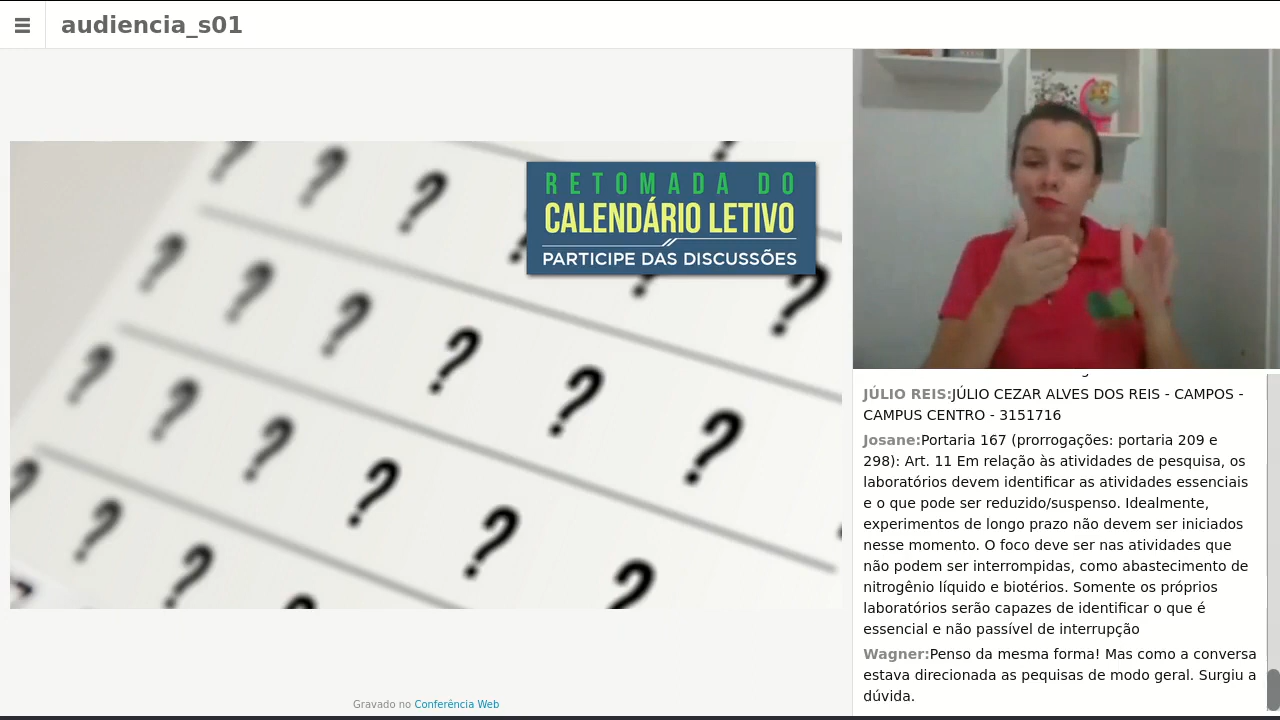 audiencia_s01
RETOMADA DO
CALENDÁRIO LETIVO
PARTICIPE DAS DISCUSSÕES
? ? ? ?
? ? ? ? ? ?
? ? ? ? ? ?
? ? ? ? ?
Gravado no Conferência Web
JÚLIO REIS:JÚLIO CEZAR ALVES DOS REIS - CAMPOS -
CAMPUS CENTRO - 3151716
Josane:Portaria 167 (prorrogações: portaria 209 e
298): Art. 11 Em relação às atividades de pesquisa, os
laboratórios devem identificar as atividades essenciais
e o que pode ser reduzido/suspenso. Idealmente,
experimentos de longo prazo não devem ser iniciados
nesse momento. O foco deve ser nas atividades que
não podem ser interrompidas, como abastecimento de
nitrogênio líquido e biotérios. Somente os próprios
laboratórios serão capazes de identificar o que é
essencial e não passível de interrupção
Wagner:Penso da mesma forma! Mas como a conversa
estava direcionada as pequisas de modo geral. Surgiu a
dúvida.